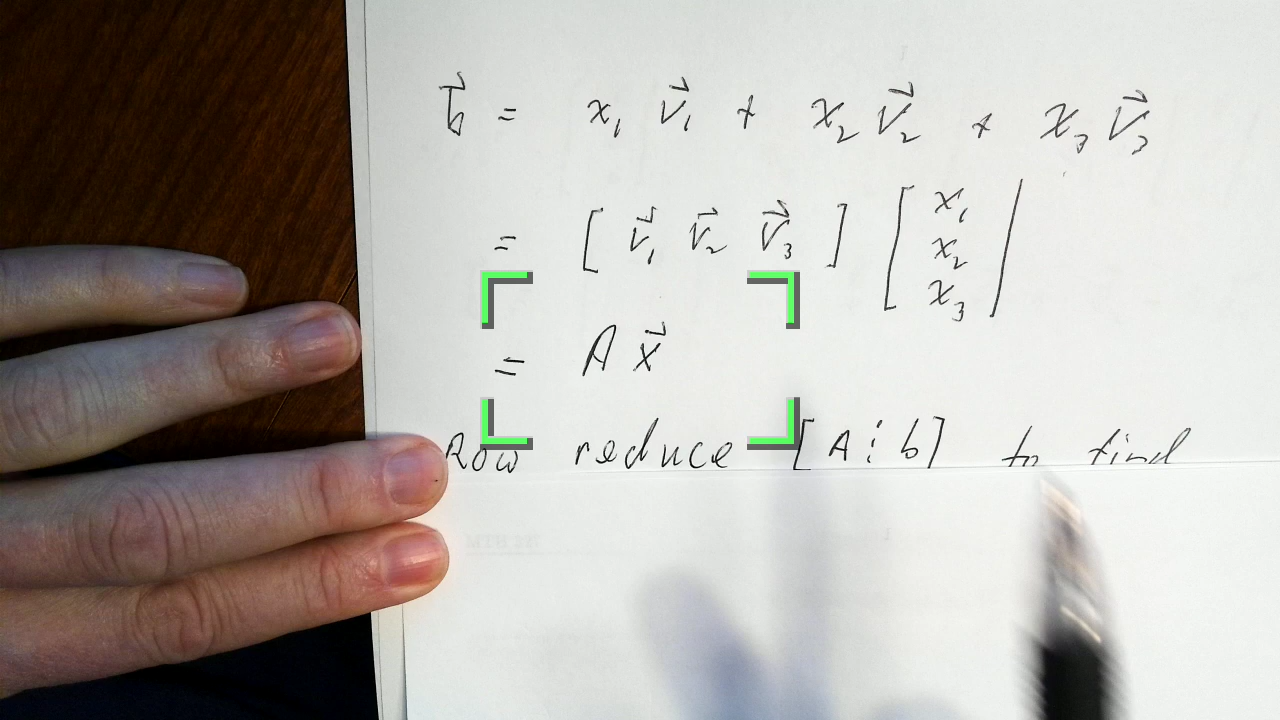 b⃗ = x₁ v⃗₁ + x₂ v⃗₂ + x₃ v⃗₃
= [ v⃗₁ v⃗₂ v⃗₃ ] [ x₁ x₂ x₃ ]
= A x⃗
Row reduce [ A ⋮ b ] to find